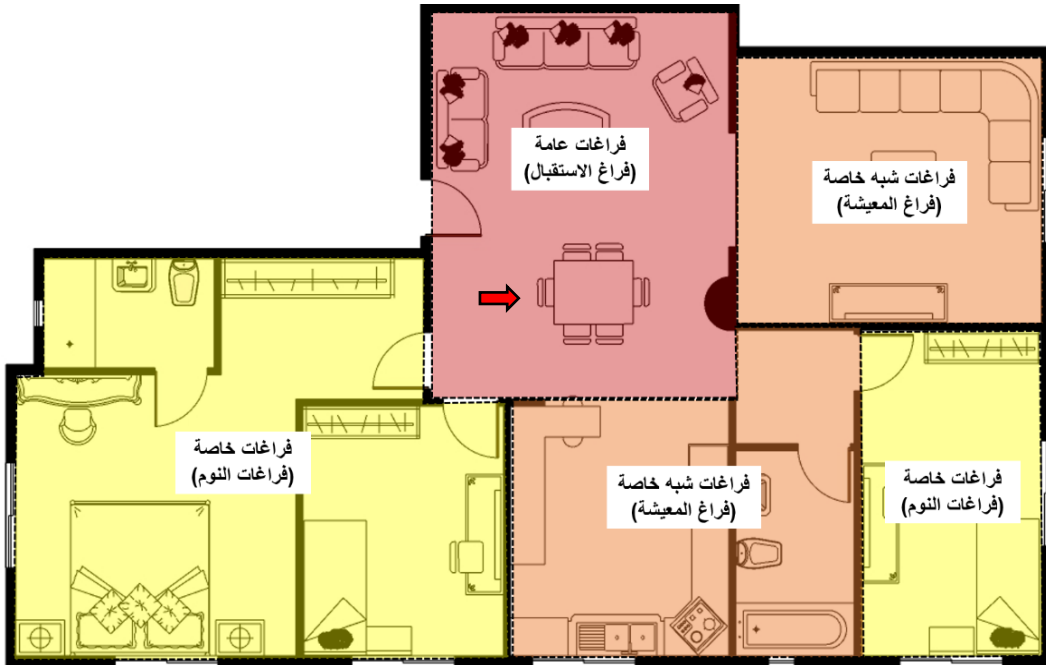 فراغات عامة
(فراغ الاستقبال)
فراغات شبه خاصة
(فراغ المعيشة)
فراغات خاصة
(فراغات النوم)
فراغات شبه خاصة
(فراغ المعيشة)
فراغات خاصة
(فراغات النوم)